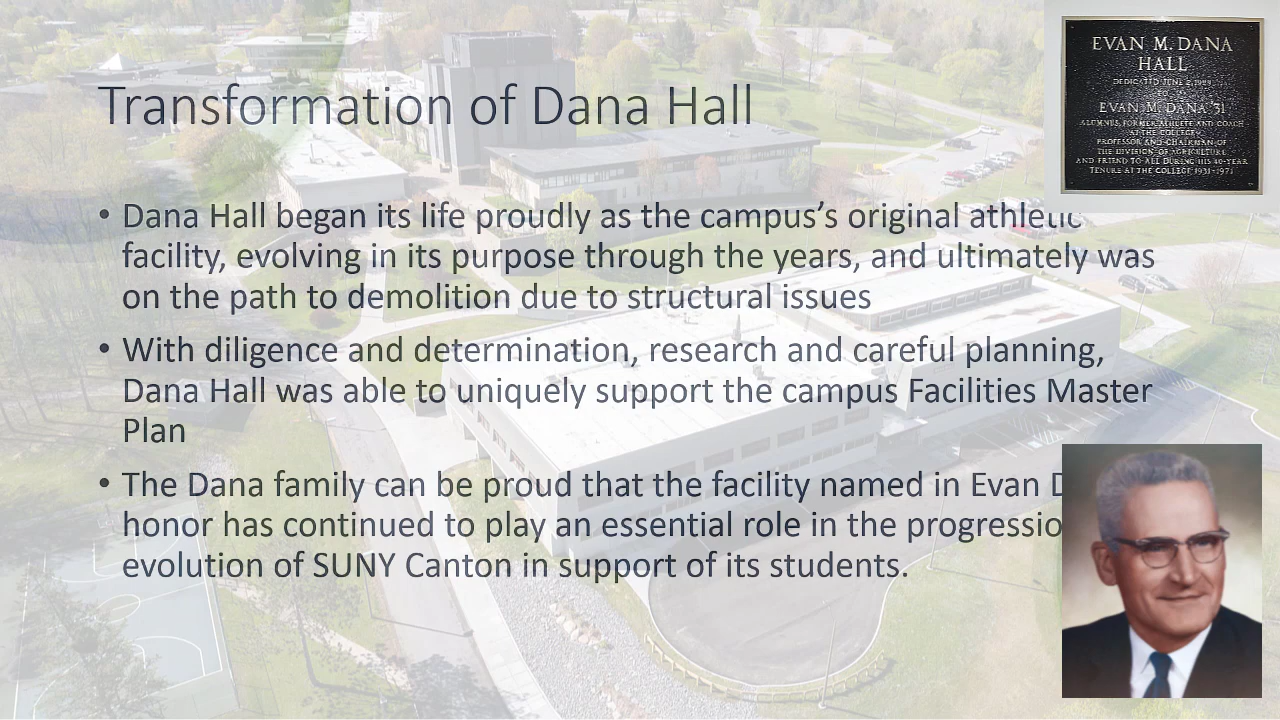 Transformation of Dana Hall
EVAN M. DANA
HALL
EVAN M. DANA '31
ALUMNUS, FORMER ATHLETE AND COACH
AT THE COLLEGE
PROFESSOR AND CHAIRMAN OF
THE DIVISION OF AGRICULTURE
AND FRIEND TO ALL DURING HIS 40-YEAR
TENURE AT THE COLLEGE 1931-1971
• Dana Hall began its life proudly as the campus's original athletic
facility, evolving in its purpose through the years, and ultimately was
on the path to demolition due to structural issues
• With diligence and determination, research and careful planning,
Dana Hall was able to uniquely support the campus Facilities Master
Plan
• The Dana family can be proud that the facility named in Evan
honor has continued to play an essential role in the
evolution of SUNY Canton in support of its students.